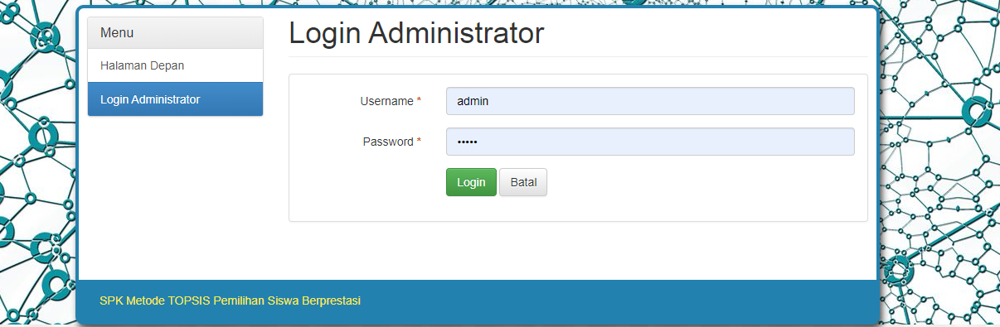 Menu
Halaman Depan
Login Administrator
Login Administrator
Username *
admin
Password *
•••••
Login
Batal
SPK Metode TOPSIS Pemilihan Siswa Berprestasi